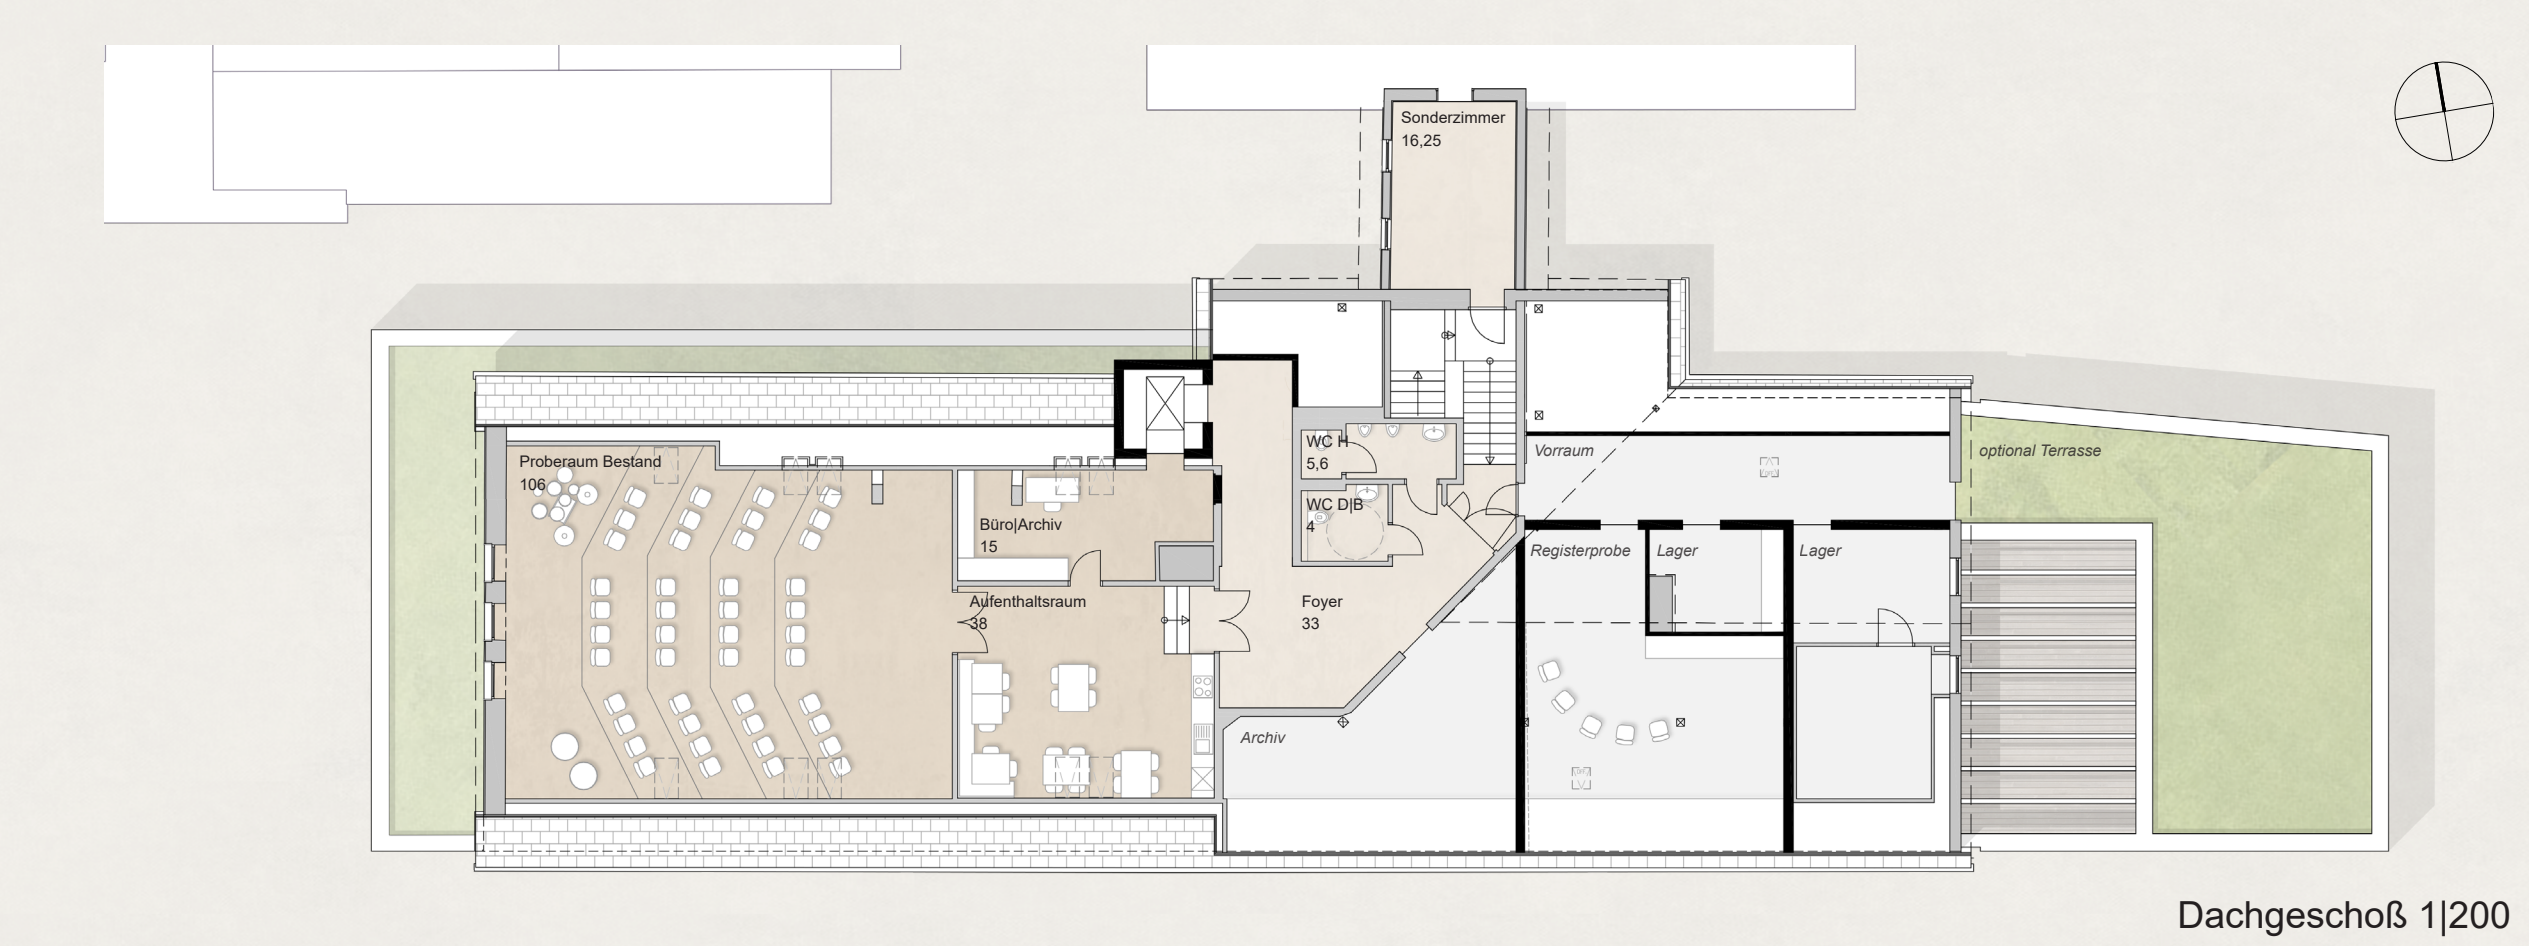 Sonderzimmer
16,25
Proberaum Bestand
106
WC H
5,6
Vorraum
optional Terrasse
WC D|B
4
Büro|Archiv
15
Registerprobe
Lager
Lager
Aufenthaltsraum
38
Foyer
33
Archiv
Dachgeschoß 1|200